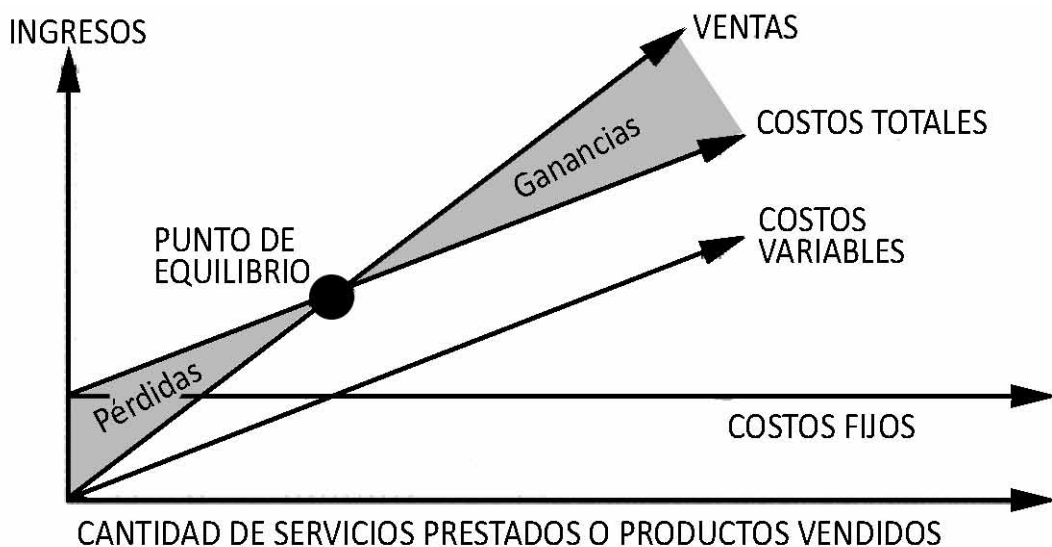 INGRESOS
VENTAS
COSTOS TOTALES
Ganancias
COSTOS
VARIABLES
PUNTO DE
EQUILIBRIO
Pérdidas
COSTOS FIJOS
CANTIDAD DE SERVICIOS PRESTADOS O PRODUCTOS VENDIDOS